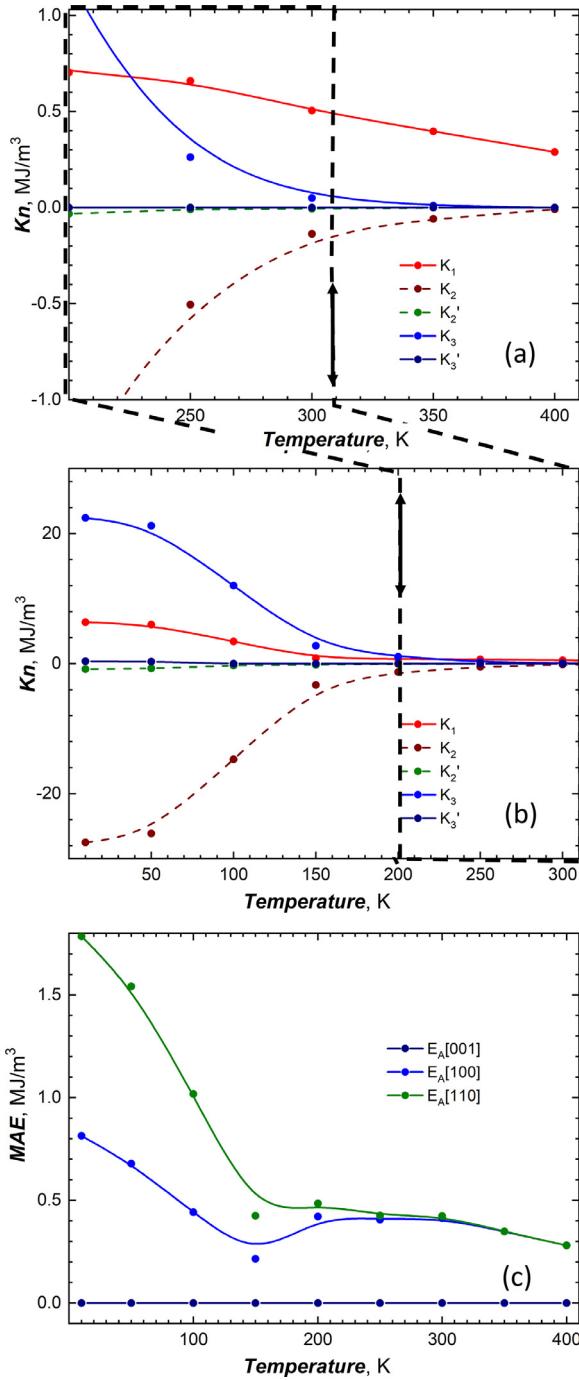 1.0
0.5
0.0
-0.5
-1.0
Kn, MJ/m³
K₁
K₂
K₂'
K₃
K₃'
(a)
250 300 350 400
Temperature, K
20
0
-20
Kn, MJ/m³
K₁
K₂
K₂'
K₃
K₃'
(b)
50 100 150 200 250 300
Temperature, K
1.5
1.0
0.5
0.0
MAE, MJ/m³
E_A[001]
E_A[100]
E_A[110]
(c)
100 200 300 400
Temperature, K